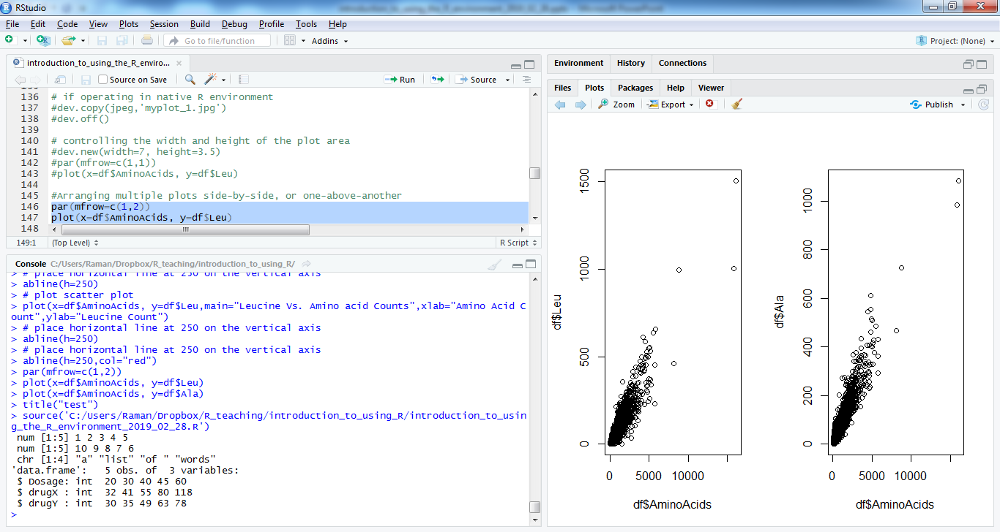 RStudio
File Edit Code View Plots Session Build Debug Profile Tools Help
Go to file/function Addins Project: (None)
introduction_to_using_the_R_enviro...
Source on Save Run Source
136 # if operating in native R environment
137 #dev.copy(jpeg,'myplot_1.jpg')
138 #dev.off()
139
140 # controlling the width and height of the plot area
141 #dev.new(width=7, height=3.5)
142 #par(mfrow=c(1,1))
143 #plot(x=df$AminoAcids, y=df$Leu)
144
145 #Arranging multiple plots side-by-side, or one-above-another
146 par(mfrow=c(1,2))
147 plot(x=df$AminoAcids, y=df$Leu)
148
149:1 (Top Level) R Script
Console C:/Users/Raman/Dropbox/R_teaching/introduction_to_using_R/
> # place horizontal line at 250 on the vertical axis
> abline(h=250)
> # plot scatter plot
> plot(x=df$AminoAcids, y=df$Leu,main="Leucine Vs. Amino acid Counts",xlab="Amino Acid C
ount",ylab="Leucine Count")
> # place horizontal line at 250 on the vertical axis
> abline(h=250)
> # place horizontal line at 250 on the vertical axis
> abline(h=250,col="red")
> par(mfrow=c(1,2))
> plot(x=df$AminoAcids, y=df$Leu)
> plot(x=df$AminoAcids, y=df$Ala)
> title("test")
> source('C:/Users/Raman/Dropbox/R_teaching/introduction_to_using_R/introduction_to_usin
g_the_R_environment_2019_02_28.R')
num [1:5] 1 2 3 4 5
num [1:5] 10 9 8 7 6
chr [1:4] "a" "list" "of " "words"
'data.frame': 5 obs. of 3 variables:
$ Dosage: int 20 30 40 45 60
$ drugX : int 32 41 55 80 118
$ drugY : int 30 35 49 63 78
>
Environment History Connections
Files Plots Packages Help Viewer
Zoom Export Publish
df$Leu
1500
1000
500
0
0 5000 10000
df$AminoAcids
df$Ala
1000
800
600
400
200
0
0 5000 10000
df$AminoAcids